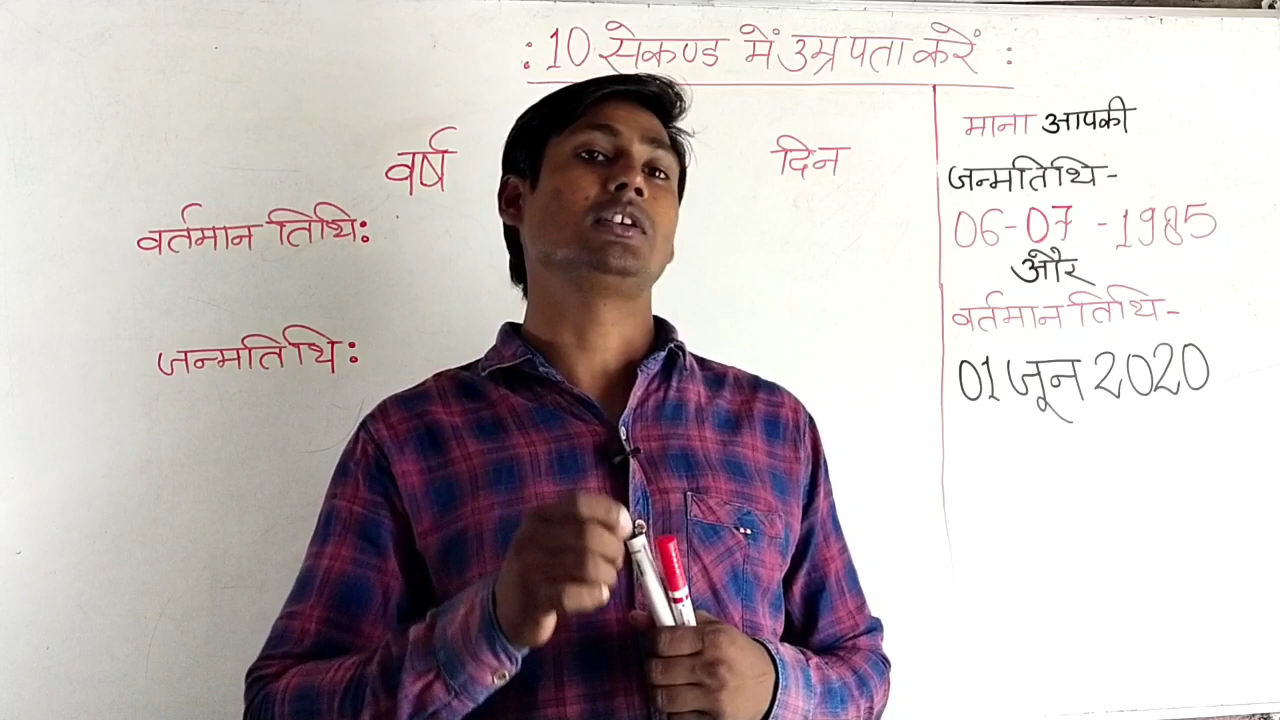 : 10 सेकण्ड में उम्र पता करें :
वर्ष दिन
वर्तमान तिथि:
जन्मतिथि:
माना आपकी
जन्मतिथि-
06-07-1985
और
वर्तमान तिथि-
01 जून 2020